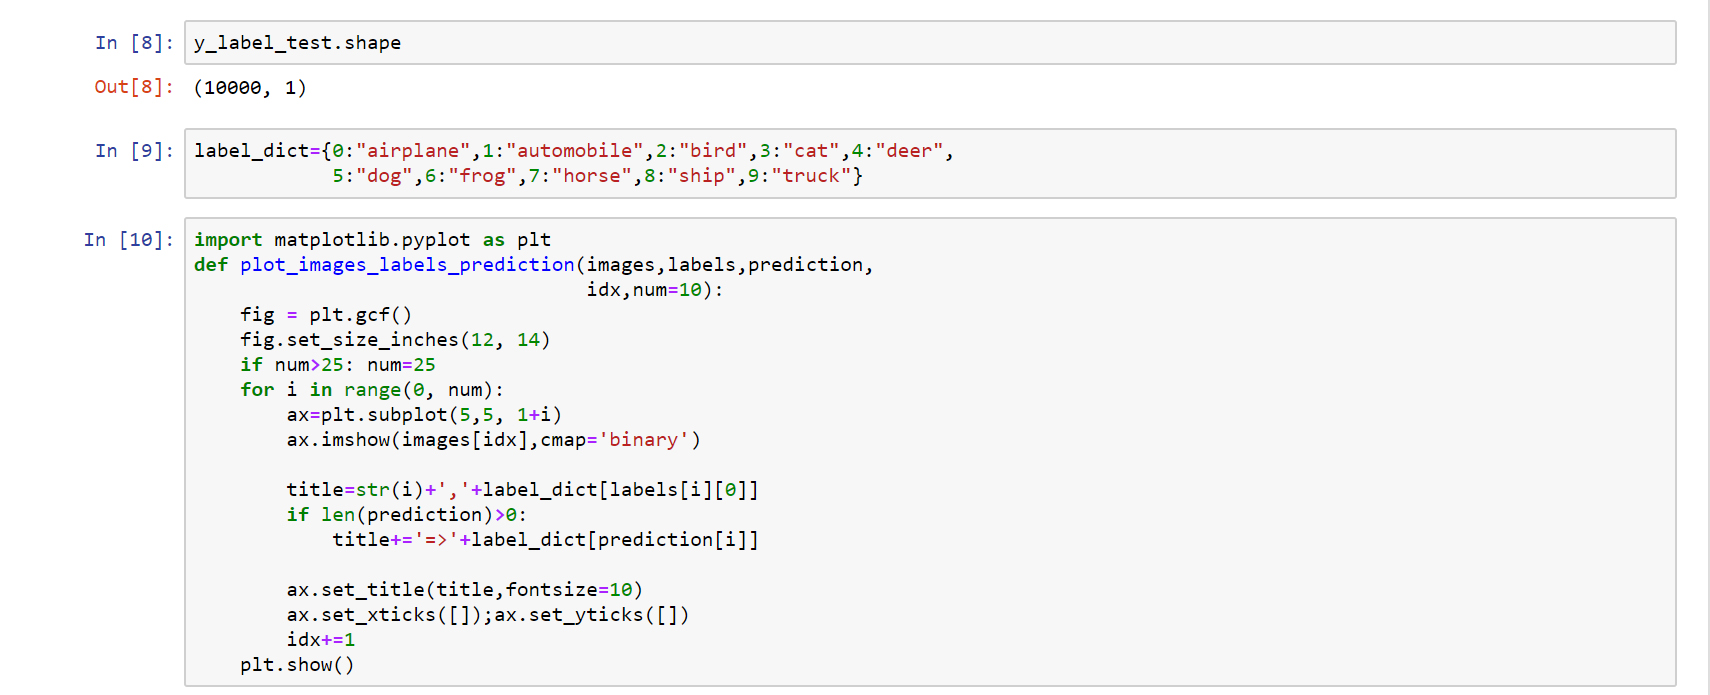 In [8]: y_label_test.shape
Out[8]: (10000, 1)
In [9]: label_dict={0:"airplane",1:"automobile",2:"bird",3:"cat",4:"deer",
            5:"dog",6:"frog",7:"horse",8:"ship",9:"truck"}
In [10]: import matplotlib.pyplot as plt
def plot_images_labels_prediction(images,labels,prediction,
                                  idx,num=10):
    fig = plt.gcf()
    fig.set_size_inches(12, 14)
    if num>25: num=25
    for i in range(0, num):
        ax=plt.subplot(5,5, 1+i)
        ax.imshow(images[idx],cmap='binary')
        title=str(i)+','+label_dict[labels[i][0]]
        if len(prediction)>0:
            title+='=>'+label_dict[prediction[i]]
        ax.set_title(title,fontsize=10)
        ax.set_xticks([]);ax.set_yticks([])
        idx+=1
    plt.show()